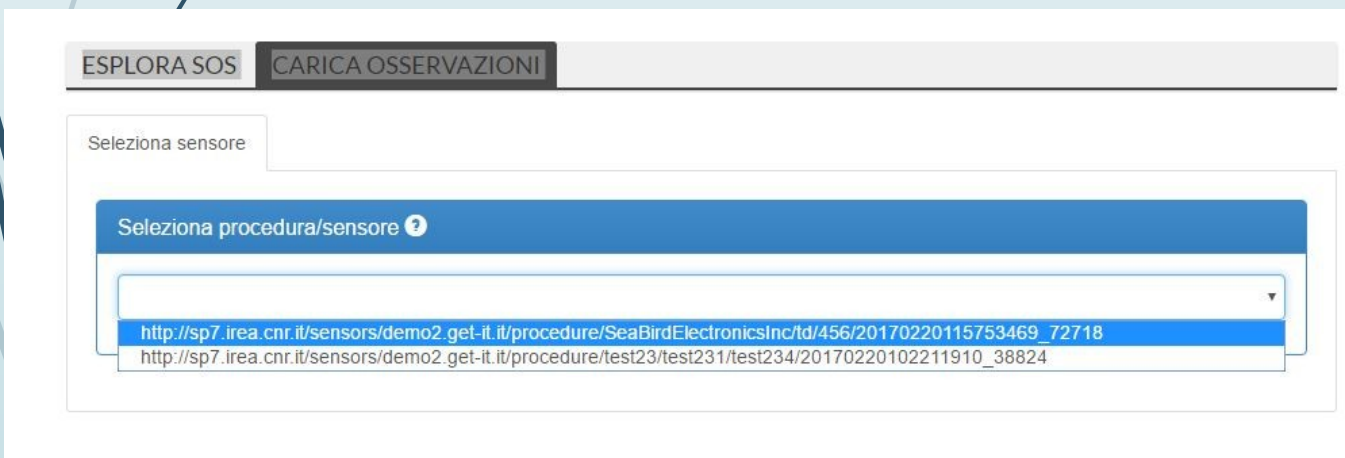 ESPLORA SOS CARICA OSSERVAZIONI
Seleziona sensore
Seleziona procedura/sensore ?
http://sp7.irea.cnr.it/sensors/demo2.get-it.it/procedure/SeaBirdElectronicsInc/td/456/20170220115753469_72718
http://sp7.irea.cnr.it/sensors/demo2.get-it.it/procedure/test23/test231/test234/20170220102211910_38824